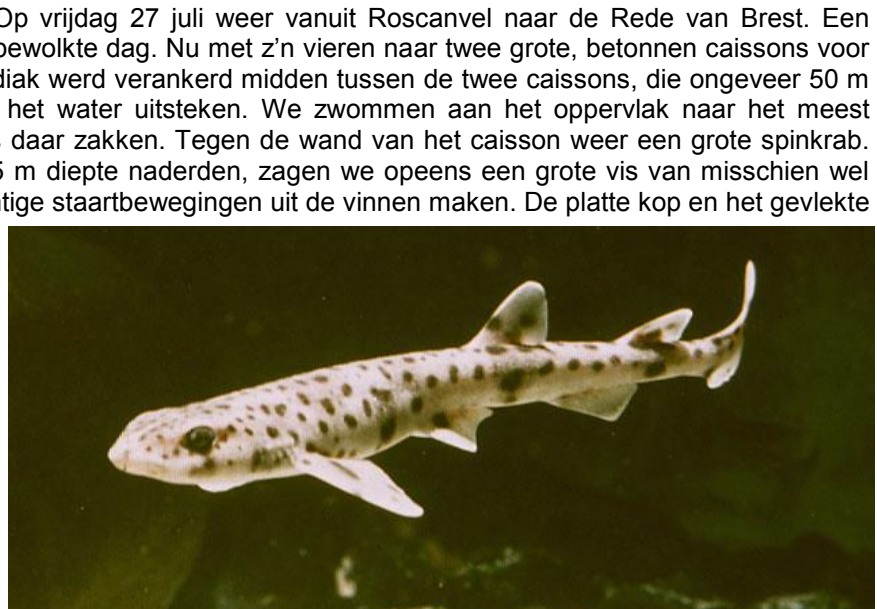 Op vrijdag 27 juli weer vanuit Roscanvel naar de Rede van Brest. Een
bewolkte dag. Nu met z'n vieren naar twee grote, betonnen caissons voor
diak werd verankerd midden tussen de twee caissons, die ongeveer 50 m
het water uitsteken. We zwommen aan het oppervlak naar het meest
daar zakken. Tegen de wand van het caisson weer een grote spinkrab.
m diepte naderden, zagen we opeens een grote vis van misschien wel
tige staartbewegingen uit de vinnen maken. De platte kop en het gevlekte